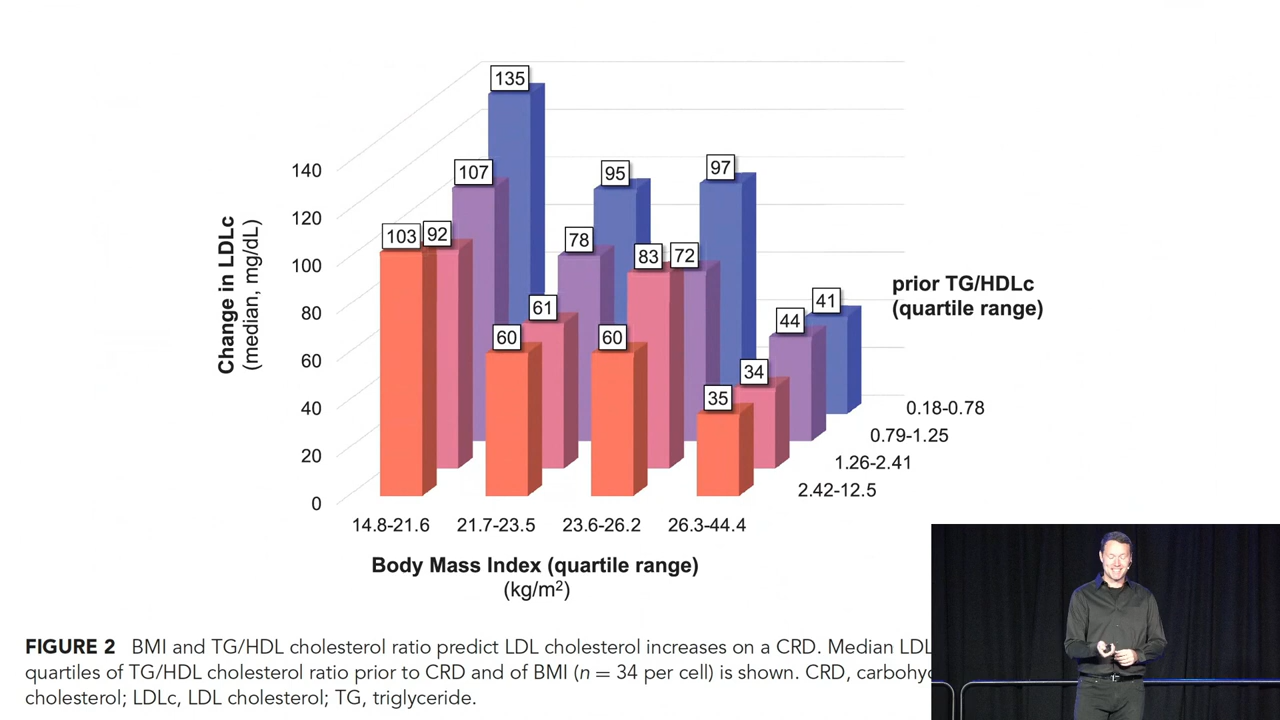 135
107
95
97
103
92
78
83
72
61
60
60
41
44
34
35
140
120
100
80
60
40
20
0
Change in LDLc
(median, mg/dL)
prior TG/HDLc
(quartile range)
0.18-0.78
0.79-1.25
1.26-2.41
2.42-12.5
14.8-21.6 21.7-23.5 23.6-26.2 26.3-44.4
Body Mass Index (quartile range)
(kg/m²)
FIGURE 2 BMI and TG/HDL cholesterol ratio predict LDL cholesterol increases on a CRD. Median LDL
quartiles of TG/HDL cholesterol ratio prior to CRD and of BMI (n = 34 per cell) is shown. CRD,
cholesterol; LDLc, LDL cholesterol; TG, triglyceride.